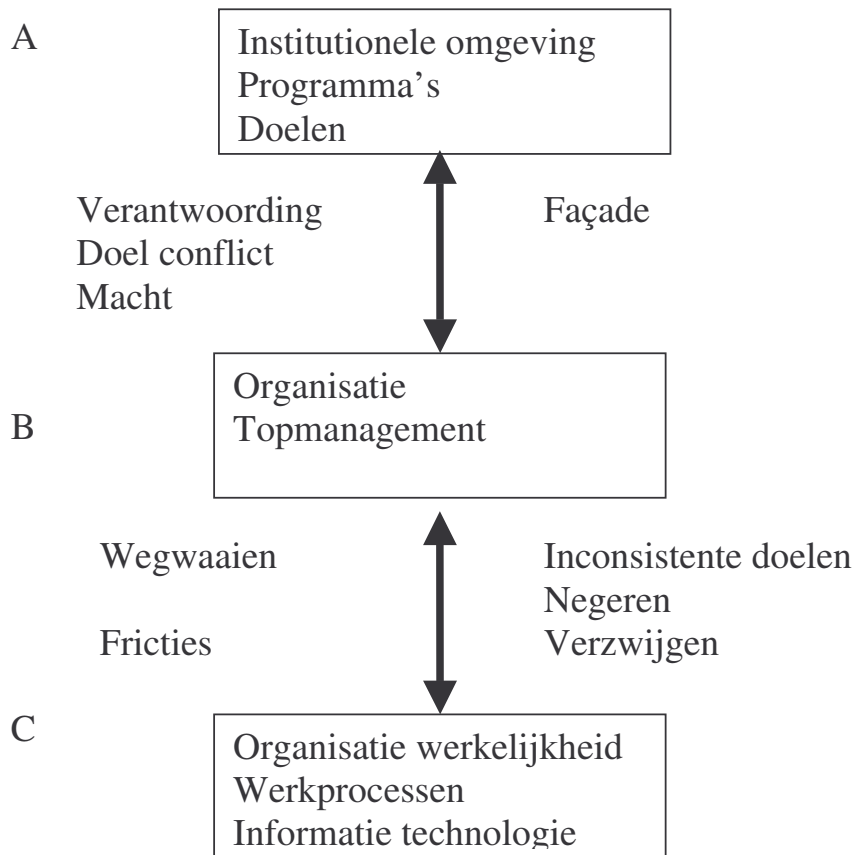 A
Institutionele omgeving
Programma's
Doelen
Verantwoording
Doel conflict
Macht
Façade
B
Organisatie
Topmanagement
Wegwaaien
Fricties
Inconsistente doelen
Negeren
Verzwijgen
C
Organisatie werkelijkheid
Werkprocessen
Informatie technologie